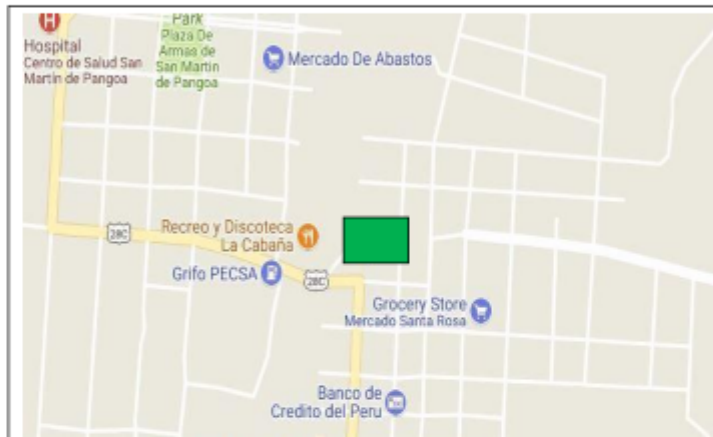 H
Park
Plaza De
Armas de
San Martin
de Pangoa
Hospital
Centro de Salud San
Martín de Pangoa
Mercado De Abastos
Recreo y Discoteca
La Cabaña
28C
Grifo PECSA
28C
Grocery Store
Mercado Santa Rosa
Banco de
Credito del Peru